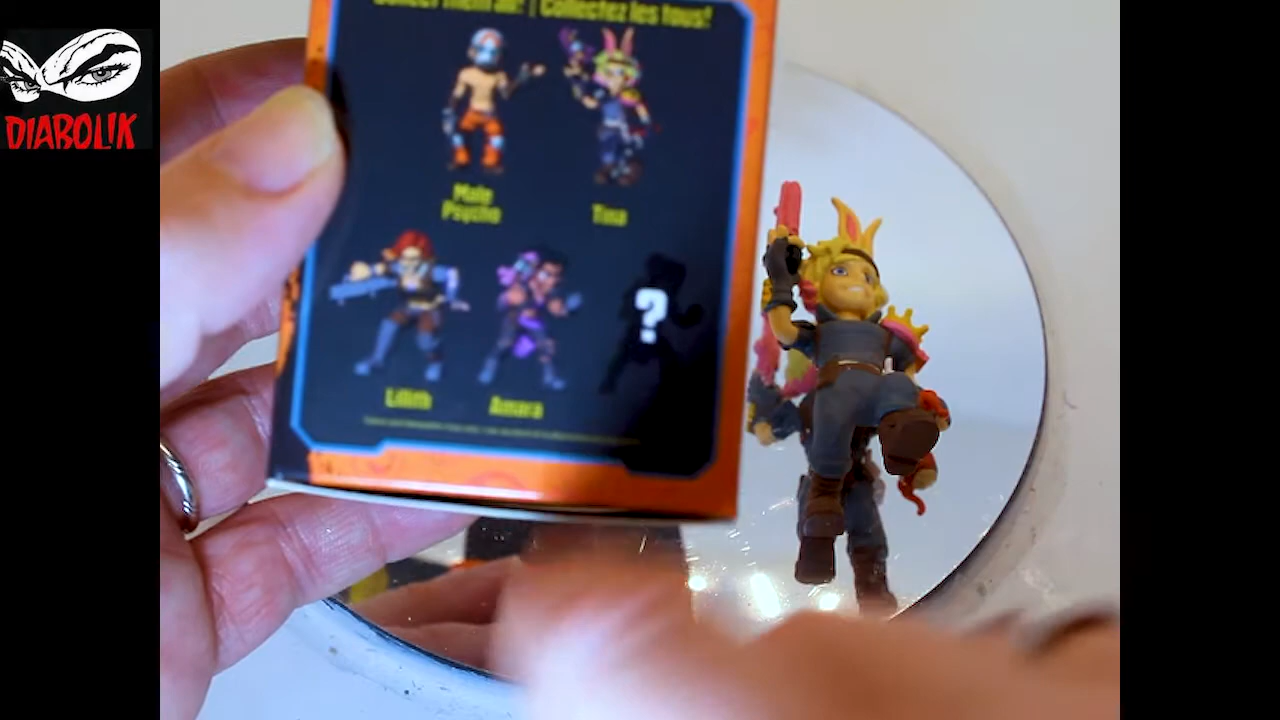 DIABOLIK
Collect them all! | Collectez les tous!
Male
Psycho
Tina
Lilith
Amara
?